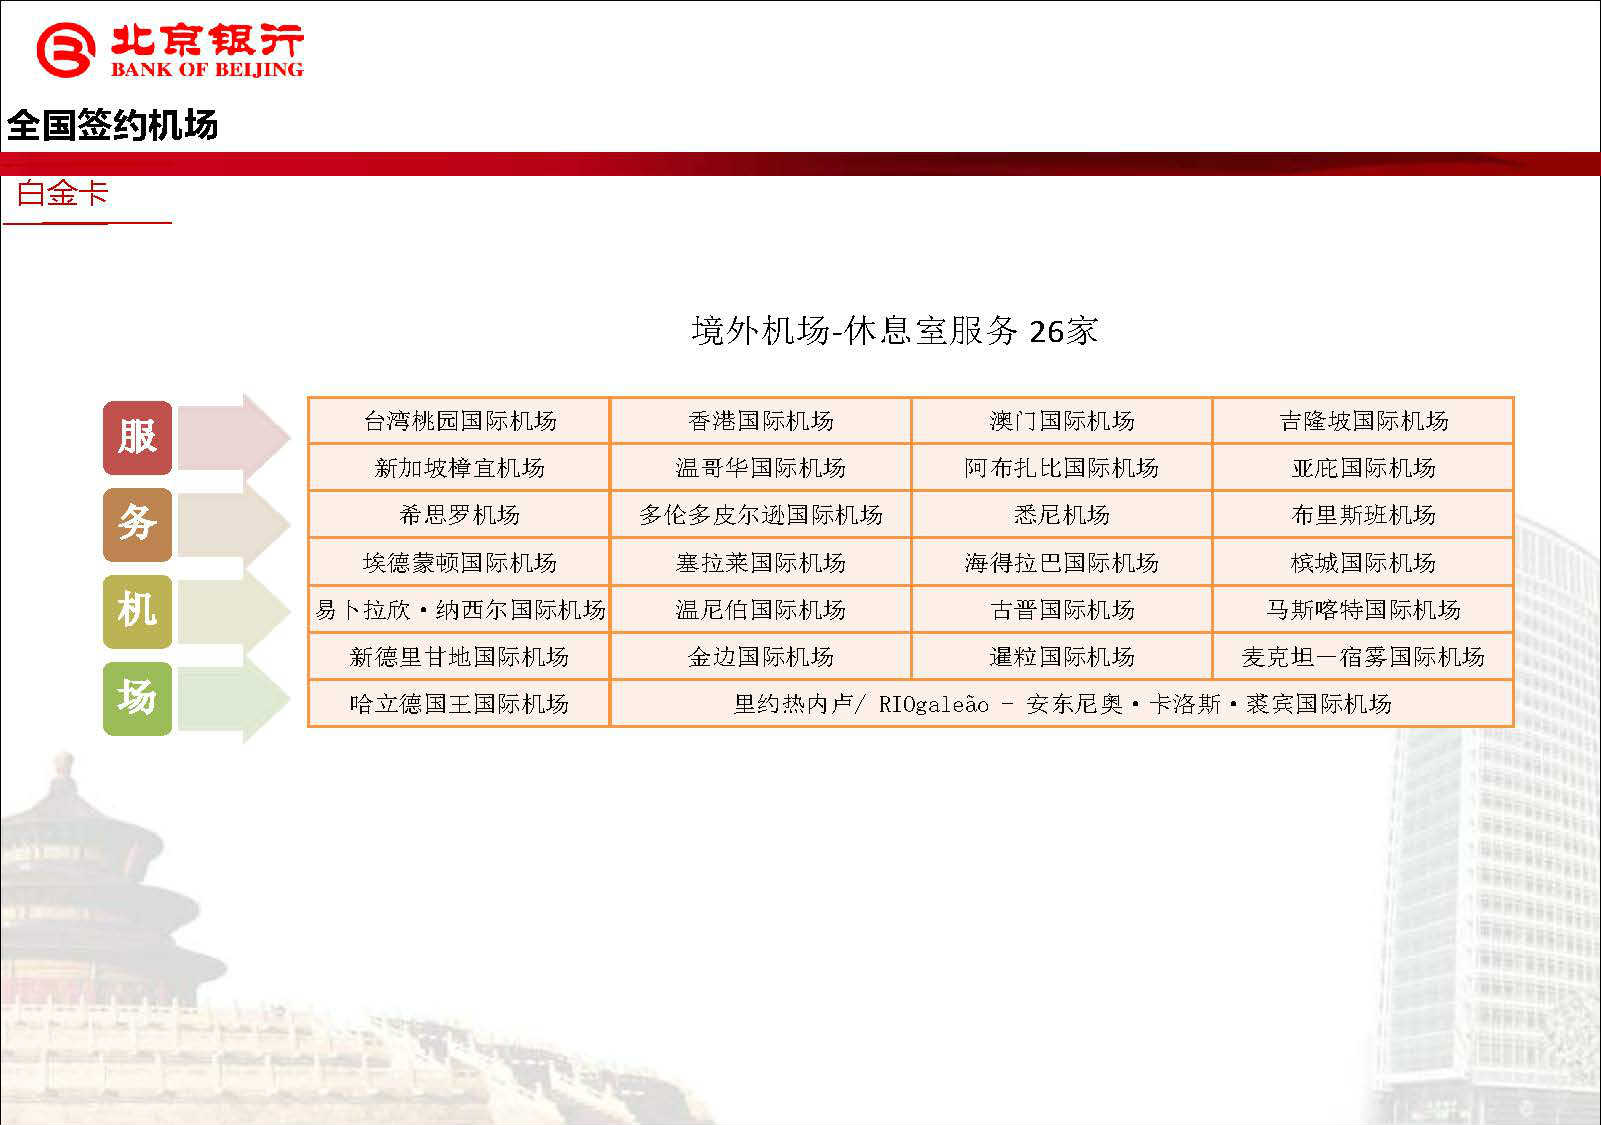 北京银行
BANK OF BEIJING
全国签约机场
白金卡
境外机场-休息室服务 26家
服务机场
台湾桃园国际机场 香港国际机场 澳门国际机场 吉隆坡国际机场
新加坡樟宜机场 温哥华国际机场 阿布扎比国际机场 亚庇国际机场
希思罗机场 多伦多皮尔逊国际机场 悉尼机场 布里斯班机场
埃德蒙顿国际机场 塞拉莱国际机场 海得拉巴国际机场 槟城国际机场
易卜拉欣·纳西尔国际机场 温尼伯国际机场 古晋国际机场 马斯喀特国际机场
新德里甘地国际机场 金边国际机场 暹粒国际机场 麦克坦－宿雾国际机场
哈立德国王国际机场 里约热内卢/ RIOgaleão - 安东尼奥·卡洛斯·裘宾国际机场